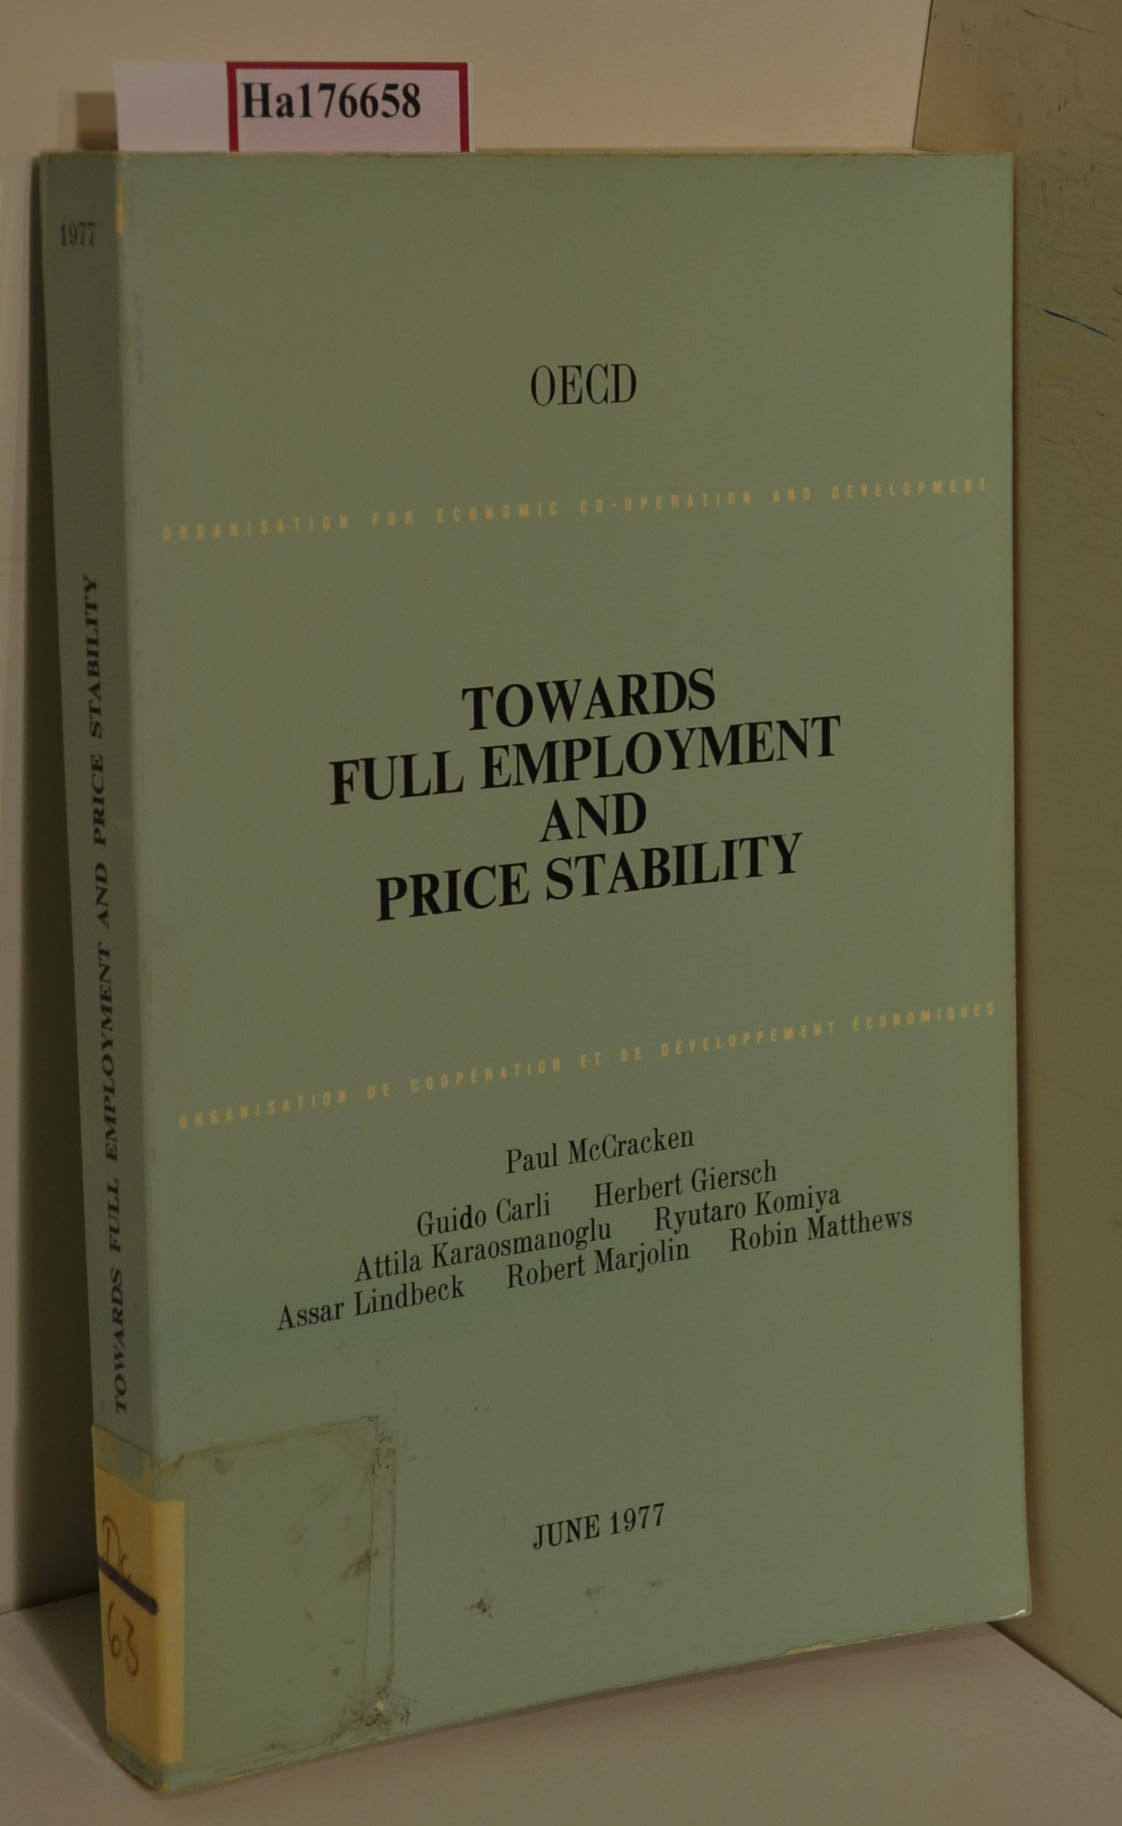 Ha176658
1977
OECD
ORGANISATION FOR ECONOMIC CO-OPERATION AND DEVELOPMENT
TOWARDS
FULL EMPLOYMENT
AND
PRICE STABILITY
ORGANISATION DE COOPÉRATION ET DE DÉVELOPPEMENT ÉCONOMIQUES
Paul McCracken
Guido Carli Herbert Giersch
Attila Karaosmanoglu Ryutaro Komiya
Assar Lindbeck Robert Marjolin Robin Matthews
JUNE 1977
TOWARDS FULL EMPLOYMENT AND PRICE STABILITY
Dc
63